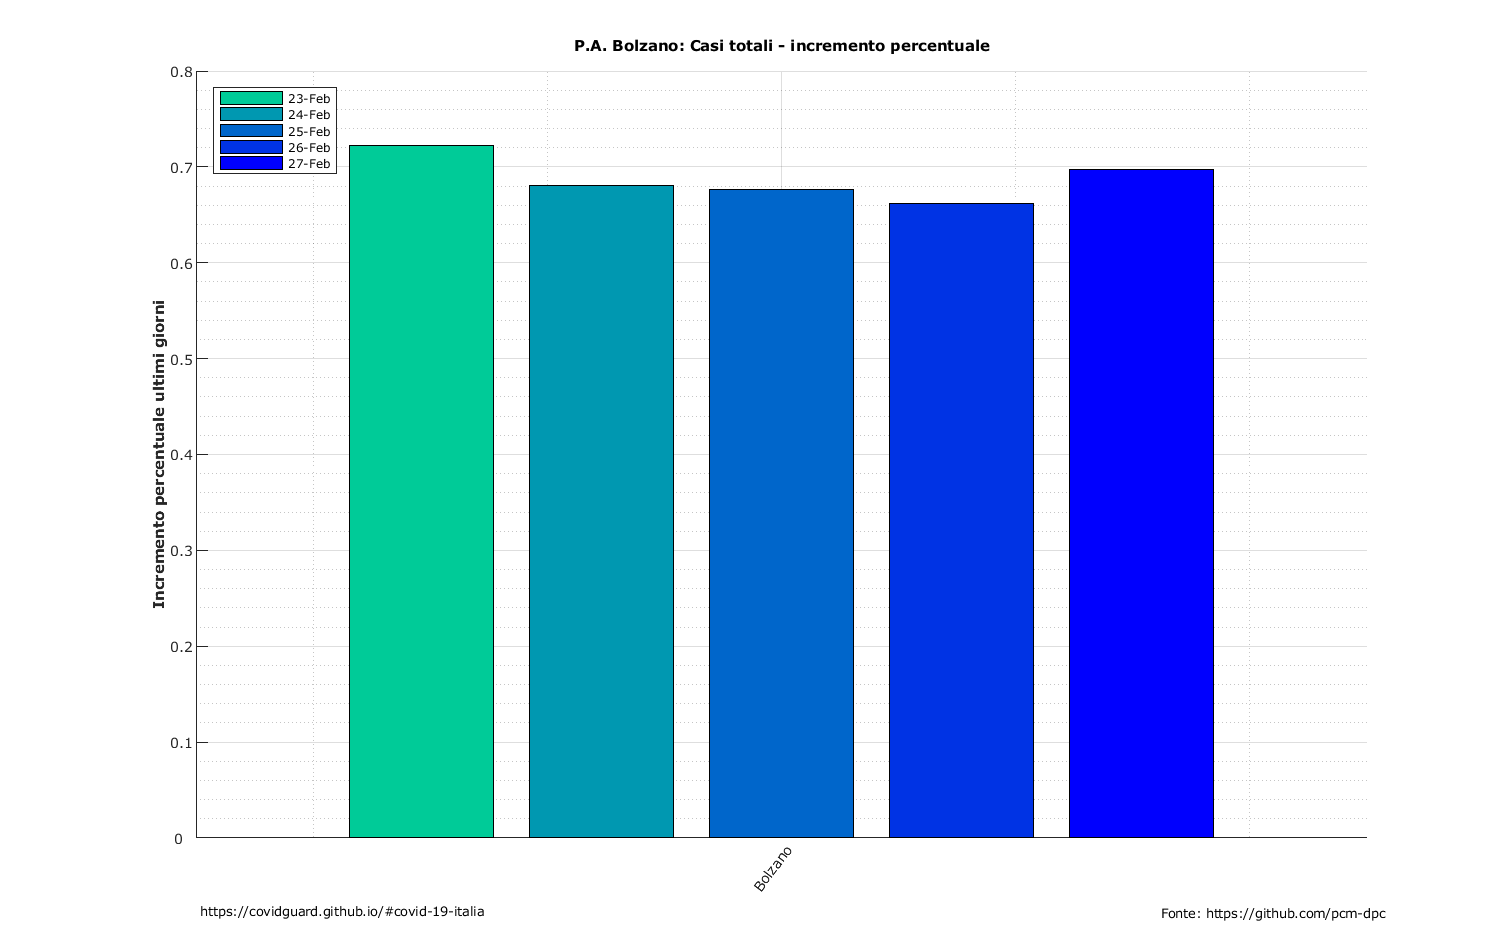 P.A. Bolzano: Casi totali - incremento percentuale
0.8
0.7
0.6
0.5
0.4
0.3
0.2
0.1
0
Incremento percentuale ultimi giorni
23-Feb
24-Feb
25-Feb
26-Feb
27-Feb
Bolzano
https://covidguard.github.io/#covid-19-italia
Fonte: https://github.com/pcm-dpc